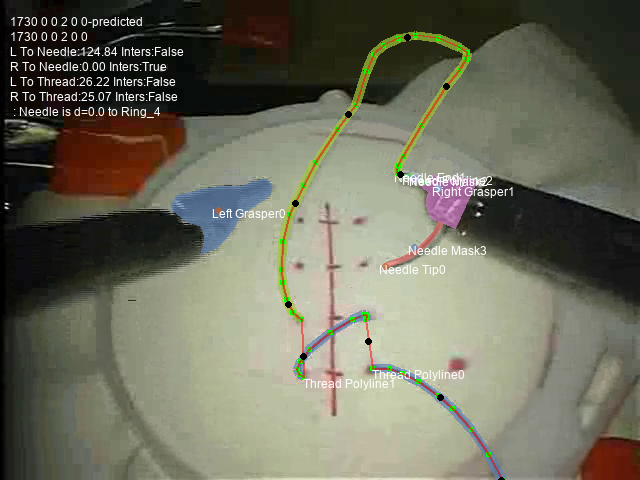 1730 0 0 2 0 0-predicted
1730 0 0 2 0 0
L To Needle:124.84 Inters:False
R To Needle:0.00 Inters:True
L To Thread:26.22 Inters:False
R To Thread:25.07 Inters:False
: Needle is d=0.0 to Ring_4
Needle End1
Right Grasper1
Left Grasper0
Needle Mask3
Needle Tip0
Thread Polyline0
Thread Polyline1